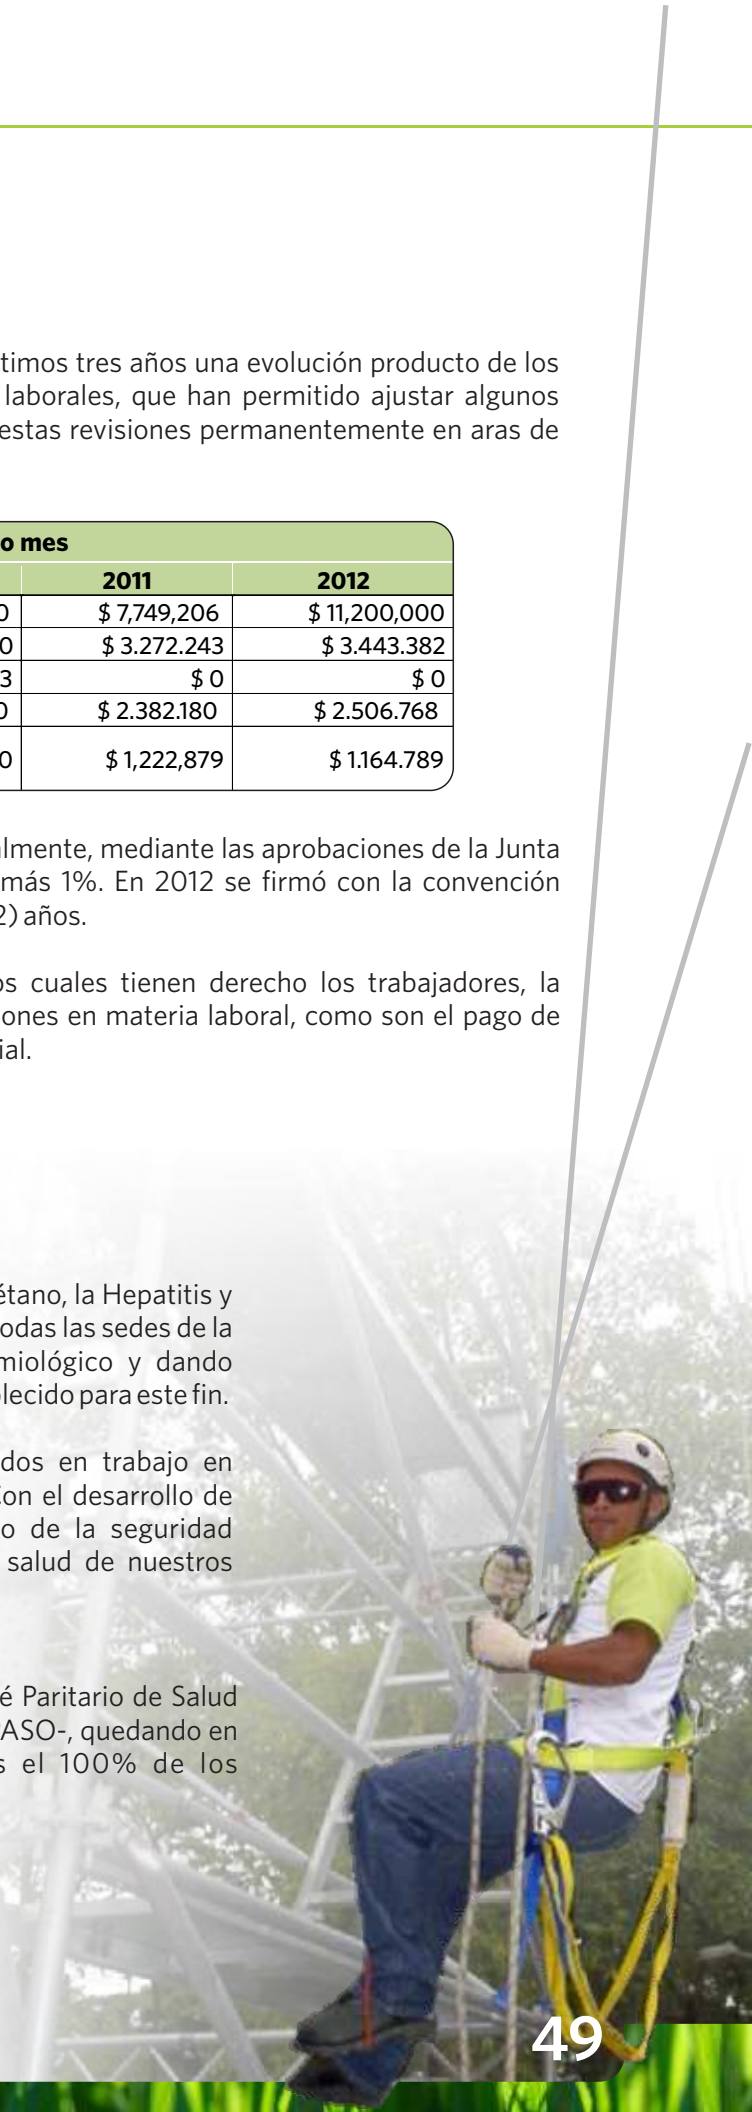 timos tres años una evolución producto de los
laborales, que han permitido ajustar algunos
estas revisiones permanentemente en aras de
o mes
2011 2012
0 $ 7,749,206 $ 11,200,000
0 $ 3.272.243 $ 3.443.382
3 $ 0 $ 0
0 $ 2.382.180 $ 2.506.768
0 $ 1,222,879 $ 1.164.789
almente, mediante las aprobaciones de la Junta
más 1%. En 2012 se firmó con la convención
2) años.
os cuales tienen derecho los trabajadores, la
iones en materia laboral, como son el pago de
ial.
étano, la Hepatitis y
odas las sedes de la
miológico y dando
olecido para este fin.
dos en trabajo en
Con el desarrollo de
o de la seguridad
salud de nuestros
é Paritario de Salud
PASO-, quedando en
s el 100% de los
49